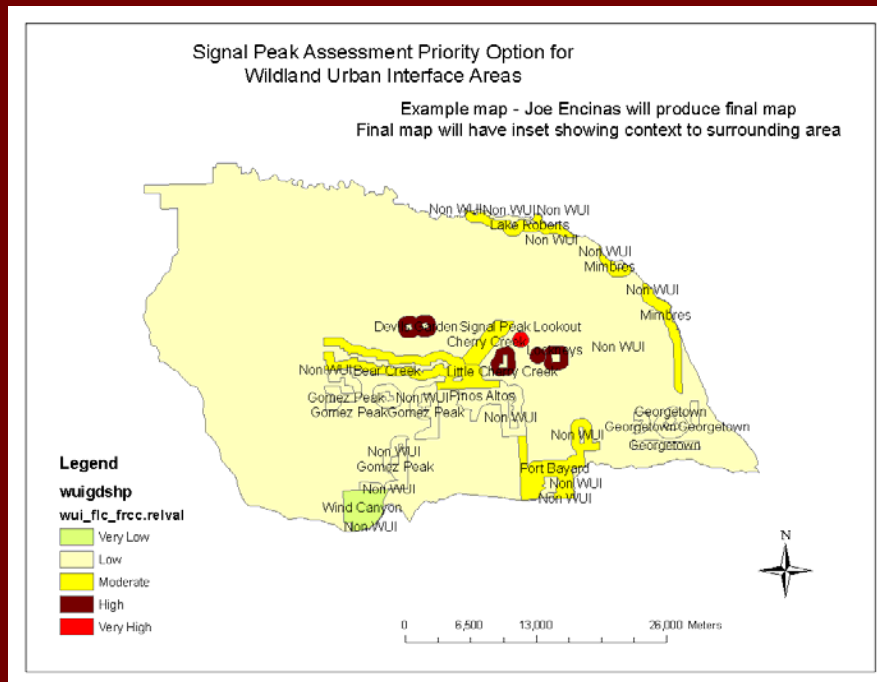 Signal Peak Assessment Priority Option for
Wildland Urban Interface Areas
Example map - Joe Encinas will produce final map
Final map will have inset showing context to surrounding area
Non WUI Non WUI Non WUI
Lake Roberts
Non WUI
Non WUI
Mimbres
Non WUI
Mimbres
Signal Peak Lookout
Cherry Creek
Non WUI
Non WUI Bear Creek Little Cherry Creek
Gomez Peak Non WUI Pinos Altos
Gomez Peak Gomez Peak
Non WUI
Georgetown
Georgetown Georgetown
Non WUI
Georgetown
Non WUI
Gomez Peak
Fort Bayard
Non WUI
Non WUI
Non WUI
Wind Canyon
Non WUI
Legend
wuigdshp
wui_flc_frcc.relval
Very Low
Low
Moderate
High
Very High
N
0 6,500 13,000 26,000 Meters